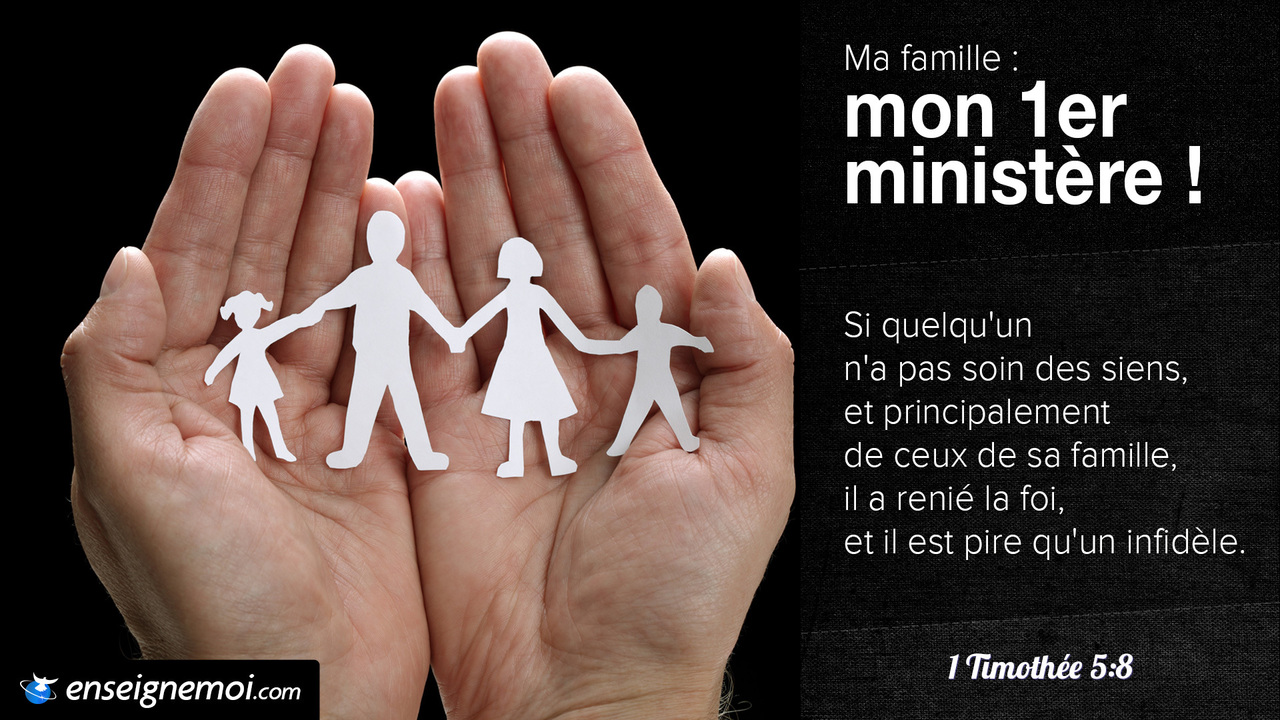 Ma famille :
mon 1er
ministère !
Si quelqu'un
n'a pas soin des siens,
et principalement
de ceux de sa famille,
il a renié la foi,
et il est pire qu'un infidèle.
1 Timothée 5:8
enseignemoi.com